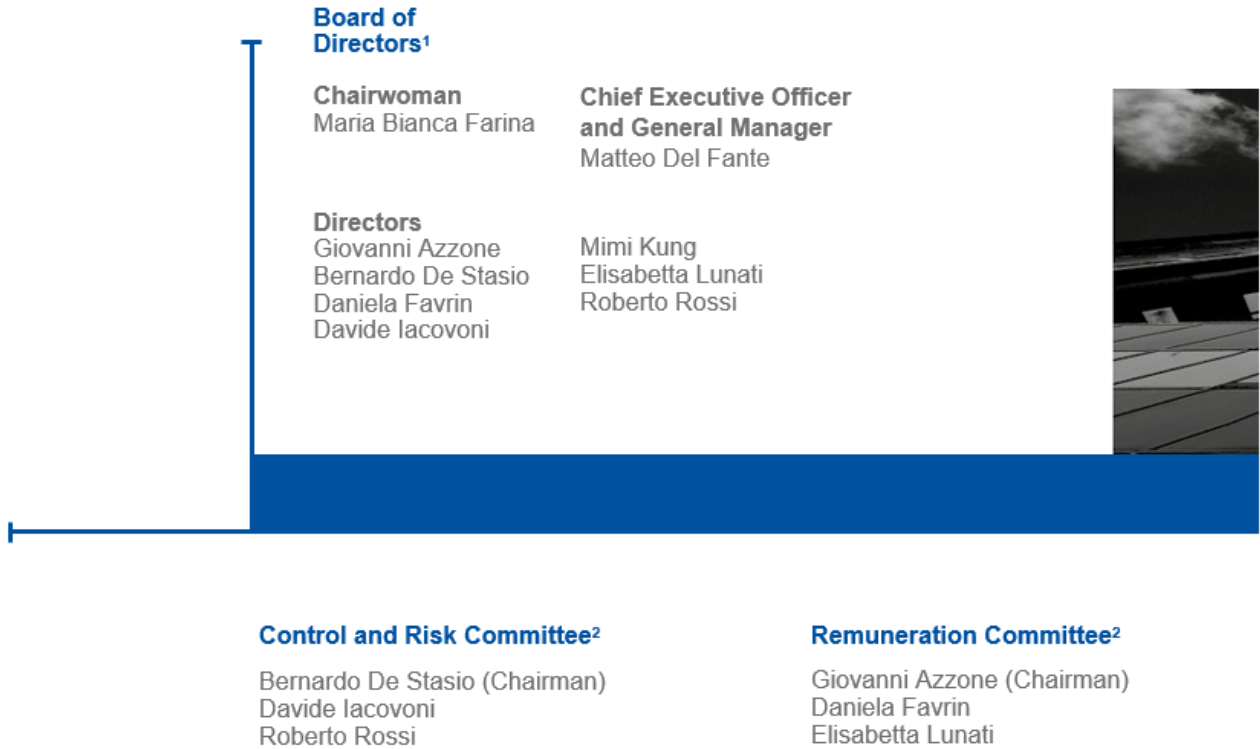 Board of
Directors¹
Chairwoman
Maria Bianca Farina
Chief Executive Officer
and General Manager
Matteo Del Fante
Directors
Giovanni Azzone
Bernardo De Stasio
Daniela Favrin
Davide Iacovoni
Mimi Kung
Elisabetta Lunati
Roberto Rossi
Control and Risk Committee²
Bernardo De Stasio (Chairman)
Davide Iacovoni
Roberto Rossi
Remuneration Committee²
Giovanni Azzone (Chairman)
Daniela Favrin
Elisabetta Lunati